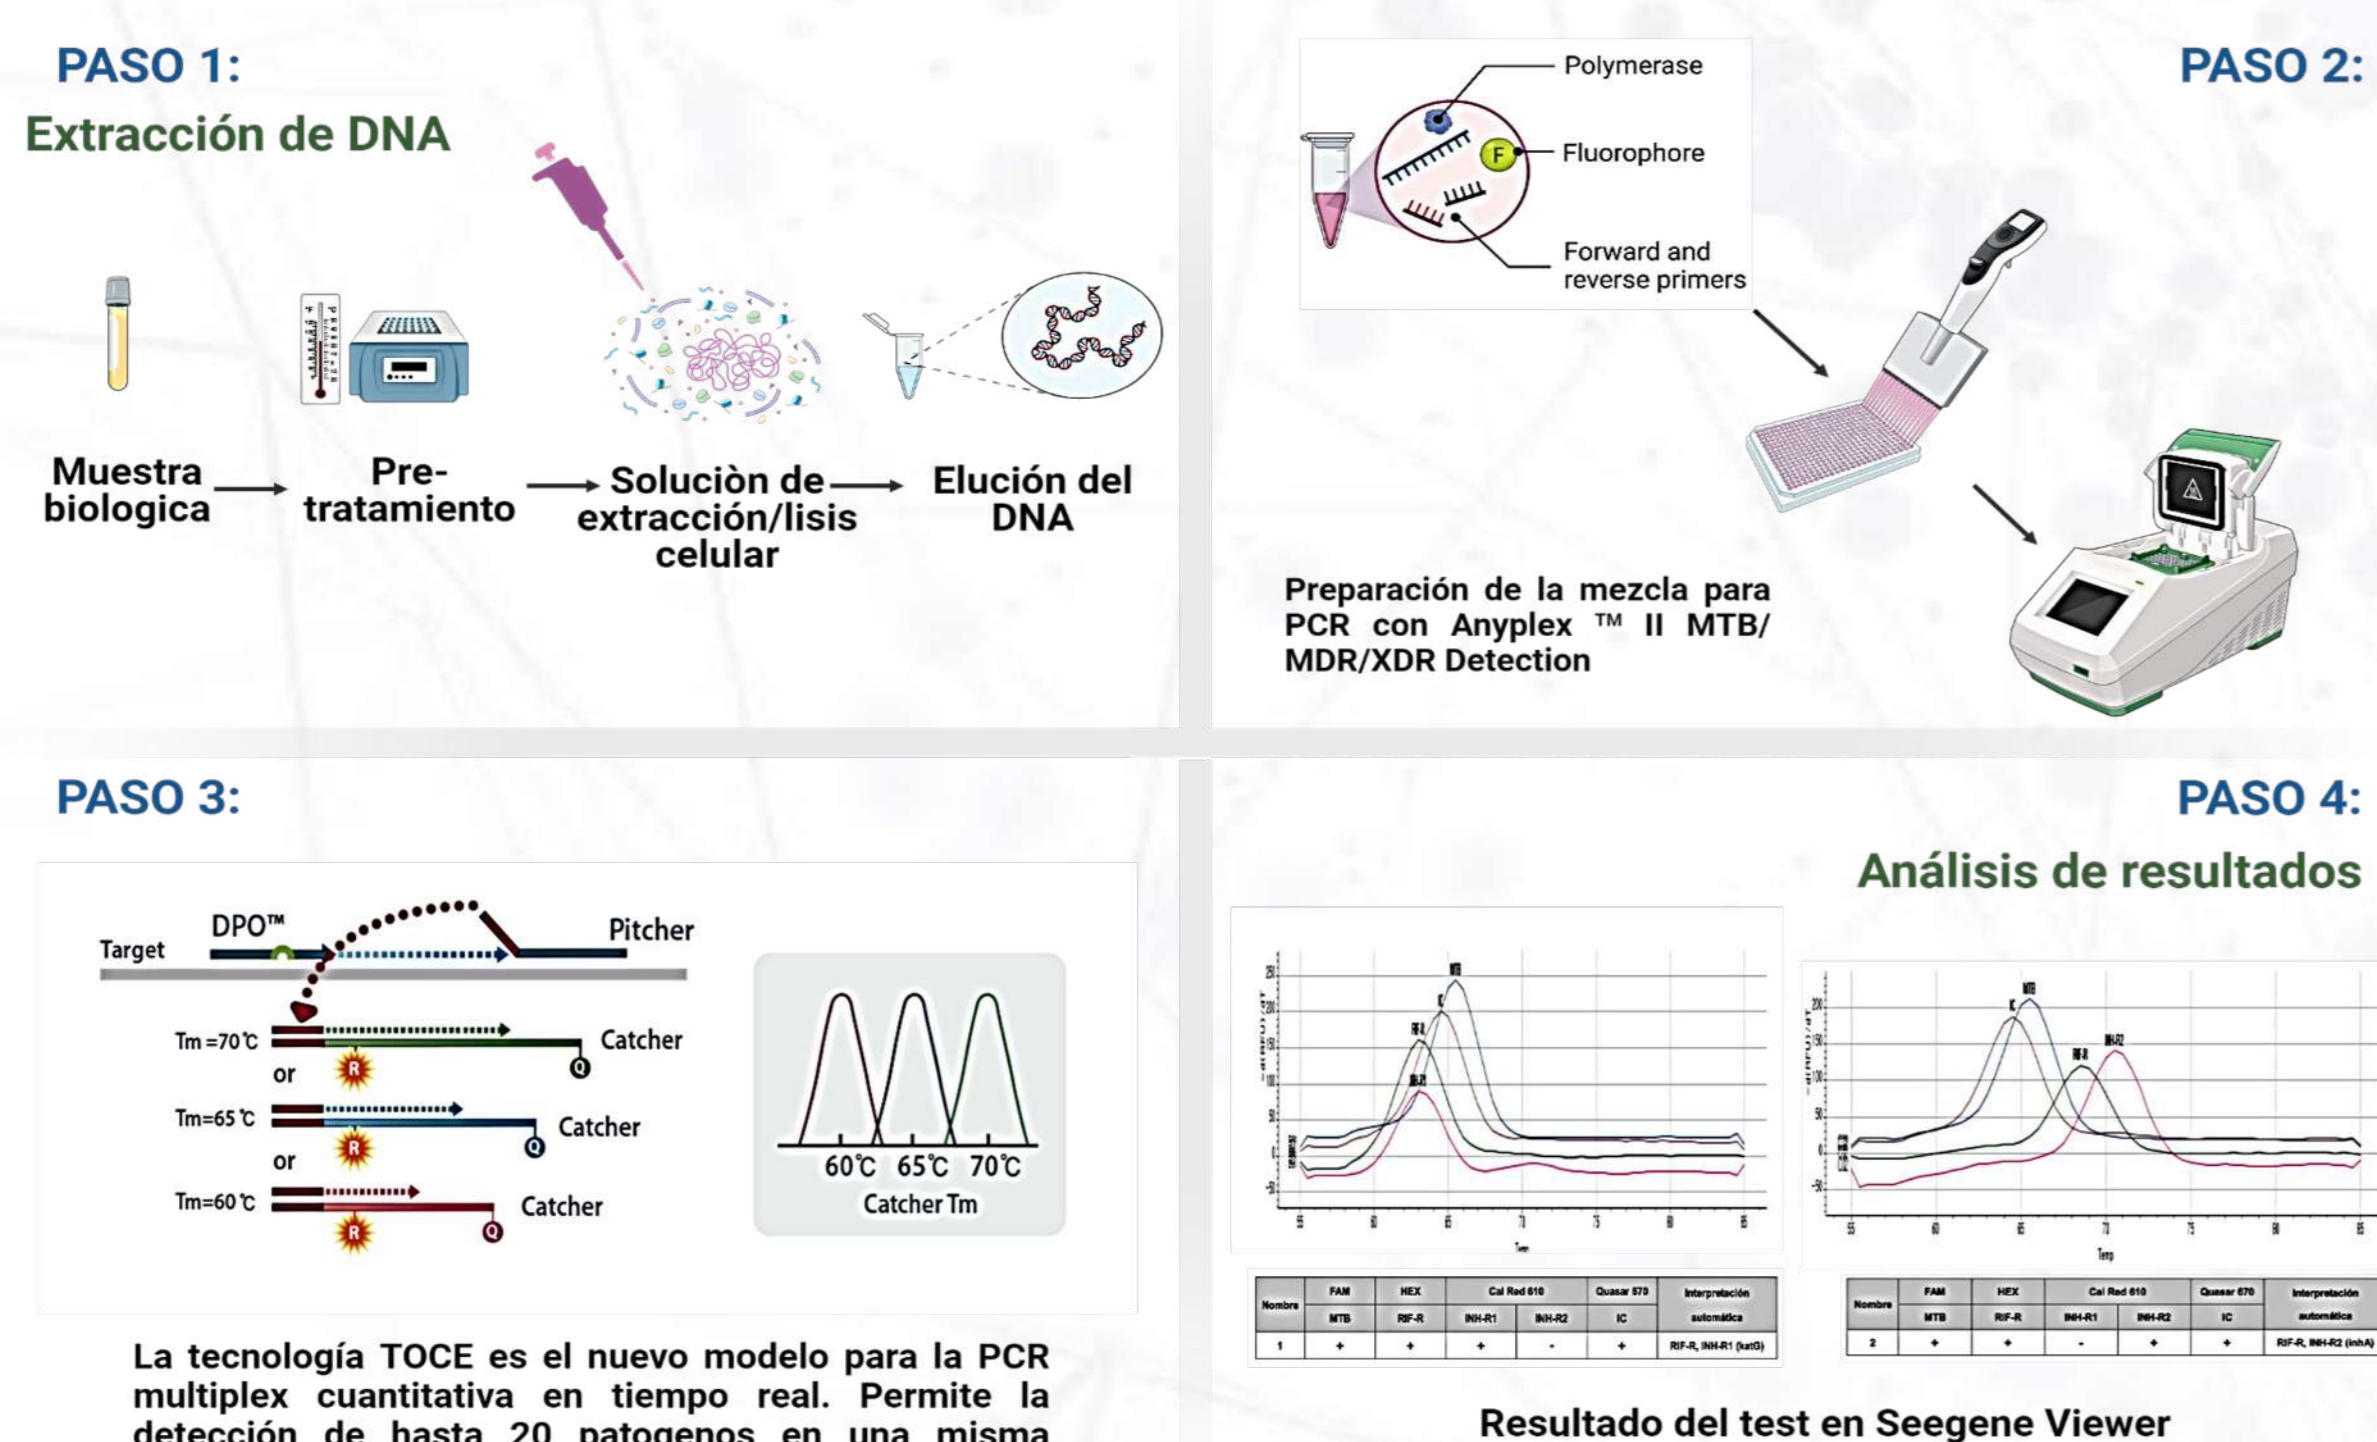 PASO 1:
Extracción de DNA
Muestra
biologica
Pre-
tratamiento
Soluciòn de
extracción/lisis
celular
Elución del
DNA
PASO 2:
Polymerase
F
Fluorophore
Forward and
reverse primers
Preparación de la mezcla para
PCR con Anyplex ™ II MTB/
MDR/XDR Detection
PASO 3:
DPO™
Pitcher
Target
Tm =70°C
Catcher
R
Q
or
Tm=65°C
Catcher
R
Q
or
Tm=60°C
Catcher
R
Q
60°C 65°C 70°C
Catcher Tm
La tecnología TOCE es el nuevo modelo para la PCR
multiplex cuantitativa en tiempo real. Permite la
detección de hasta 20 patogenos en una misma
PASO 4:
Análisis de resultados
MTB
IC
RIF-R
INH-R1
Temp
MTB
IC
RIF-R
INH-R2
Temp
Nombre FAM HEX Cal Red 610 Quasar 670 Interpretación automática
MTB RIF-R INH-R1 INH-R2 IC
1 + + + - + RIF-R, INH-R1 (katG)
Nombre FAM HEX Cal Red 610 Quasar 670 Interpretación automática
MTB RIF-R INH-R1 INH-R2 IC
2 + + - + + RIF-R, INH-R2 (inhA)
Resultado del test en Seegene Viewer